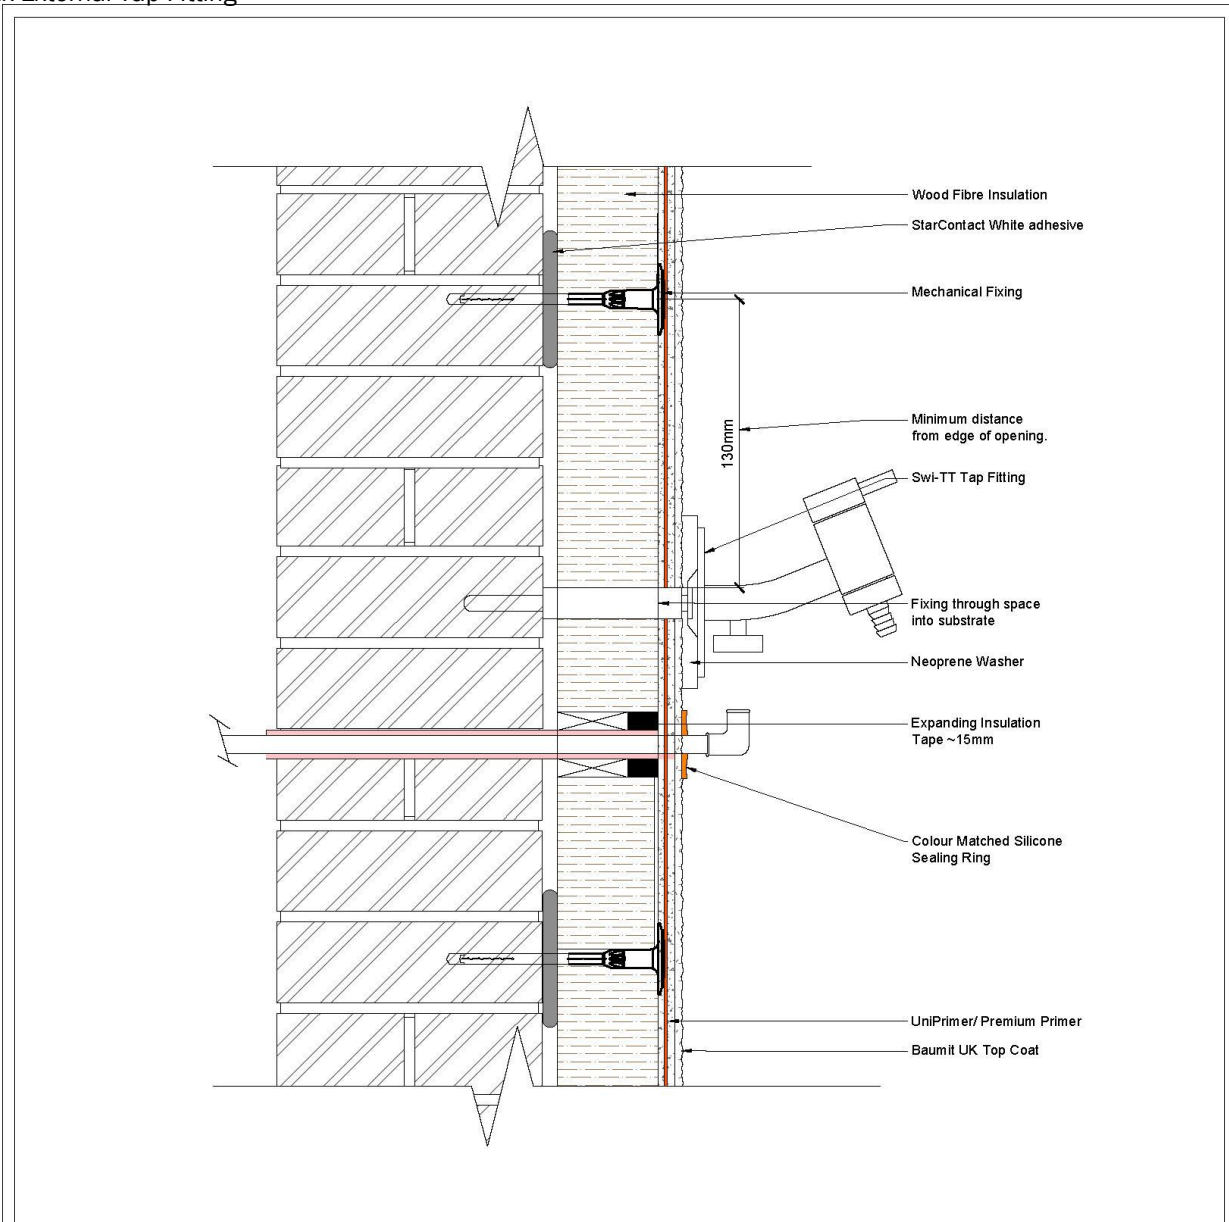 External Tap Fitting
Wood Fibre Insulation
StarContact White adhesive
Mechanical Fixing
Minimum distance
from edge of opening.
130mm
Swi-TT Tap Fitting
Fixing through space
into substrate
Neoprene Washer
Expanding Insulation
Tape ~15mm
Colour Matched Silicone
Sealing Ring
UniPrimer/ Premium Primer
Baumit UK Top Coat